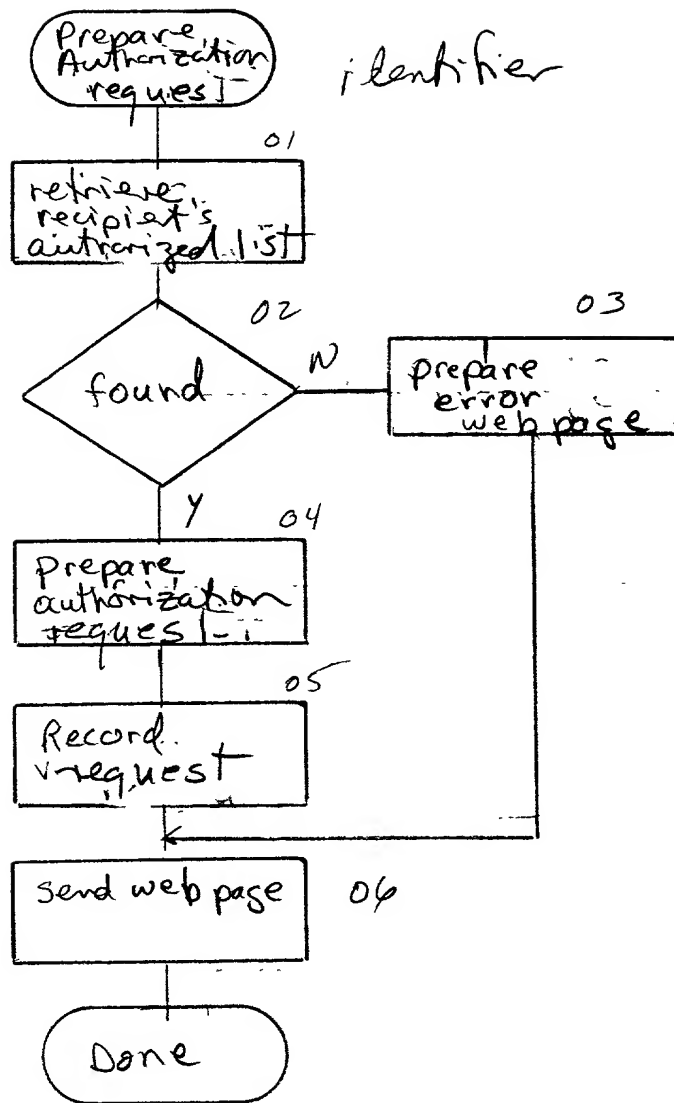 Prepare
Authorization
request
identifier
01
retrieve
recipient's
authorized list
02
found
N
03
prepare
error
web page
Y
04
Prepare
authorization
request
05
Record
request
send web page
06
Done